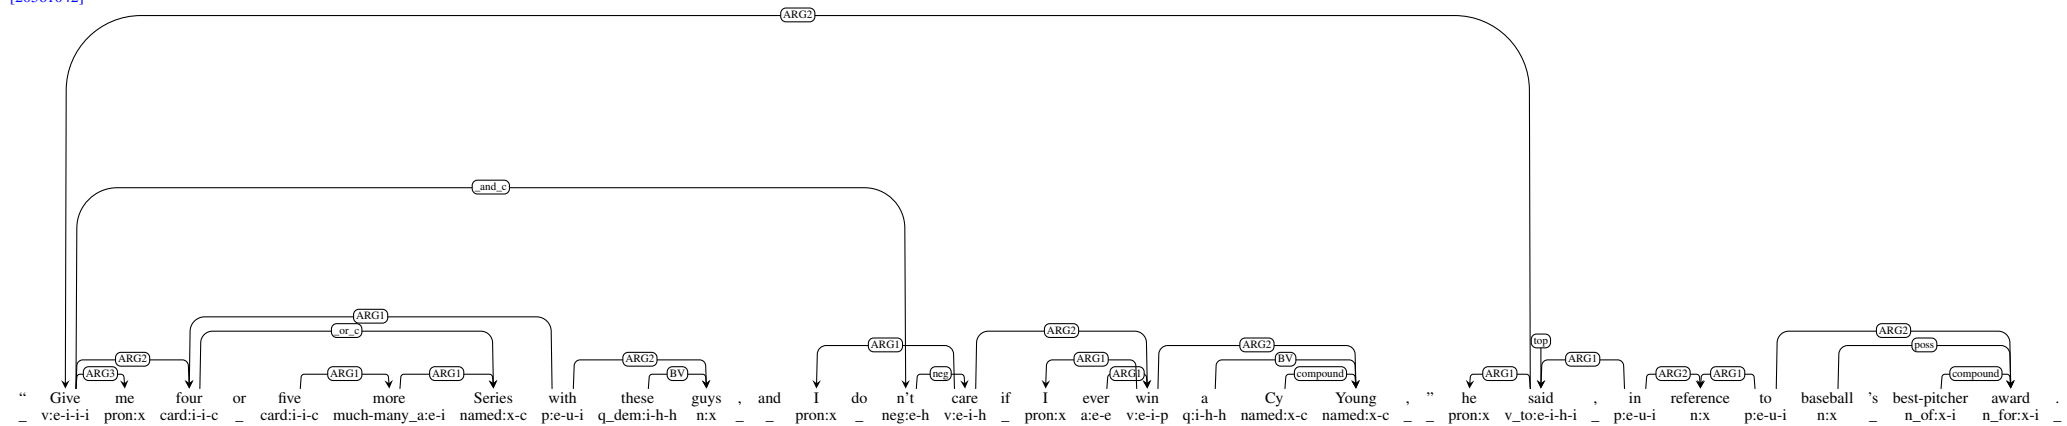 [20581042]
ARG2
_and_c
ARG1
_or_c
top
ARG1
ARG2
ARG2
ARG2
poss
ARG2
ARG2
ARG1
BV
ARG1
ARG2
ARG1
ARG3
ARG1
ARG1
BV
neg
ARG1
compound
ARG1
compound
“ Give me four or five more Series with these guys , and I do n't care if I ever win a Cy Young , ” he said , in reference to baseball 's best-pitcher award .
_ v:e-i-i-i pron:x card:i-i-c _ card:i-i-c much-many_a:e-i named:x-c p:e-u-i q_dem:i-h-h n:x _ _ pron:x _ neg:e-h v:e-i-h _ pron:x a:e-e v:e-i-p q:i-h-h named:x-c named:x-c _ _ pron:x v_to:e-i-h-i _ p:e-u-i n:x p:e-u-i n:x _ n_of:x-i n_for:x-i _